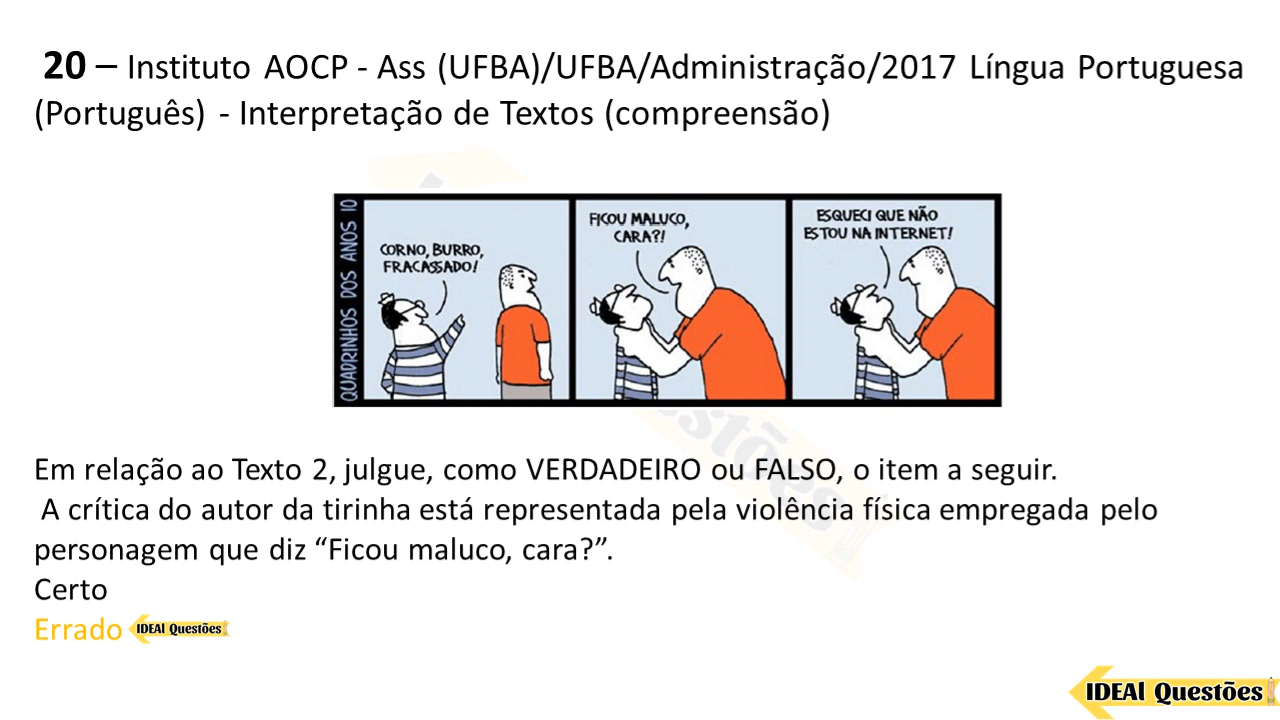 20 – Instituto AOCP - Ass (UFBA)/UFBA/Administração/2017 Língua Portuguesa
(Português) - Interpretação de Textos (compreensão)
QUADRINHOS DOS ANOS 10
CORNO, BURRO,
FRACASSADO!
FICOU MALUCO,
CARA?!
ESQUECI QUE NÃO
ESTOU NA INTERNET!
Em relação ao Texto 2, julgue, como VERDADEIRO ou FALSO, o item a seguir.
A crítica do autor da tirinha está representada pela violência física empregada pelo
personagem que diz “Ficou maluco, cara?”.
Certo
Errado IDEAl Questões
IDEAl Questões